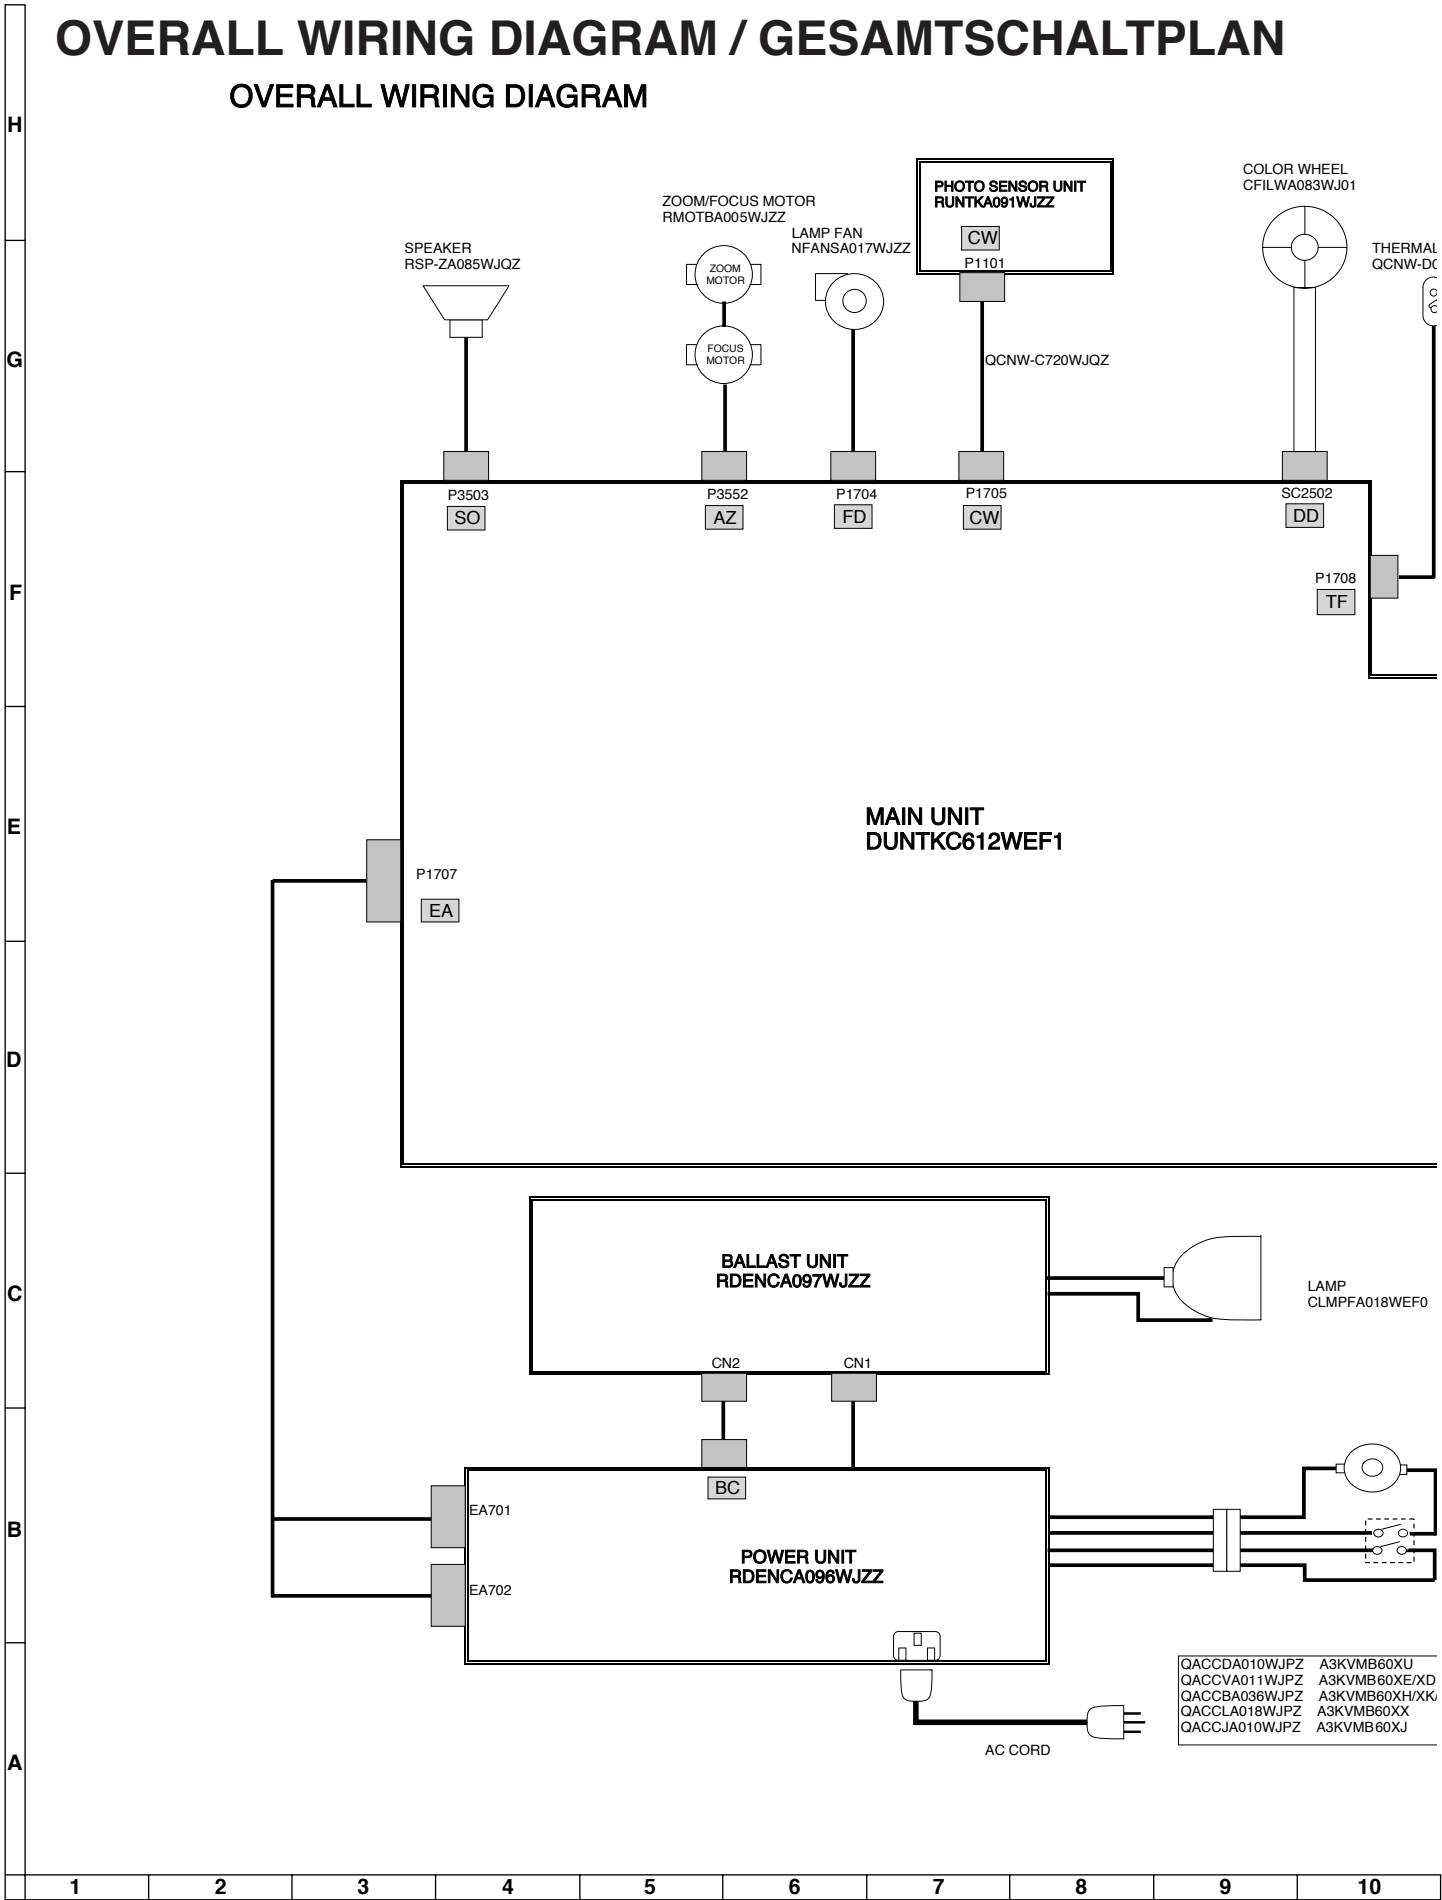 OVERALL WIRING DIAGRAM / GESAMTSCHALTPLAN
OVERALL WIRING DIAGRAM
H
G
F
E
D
C
B
A
SPEAKER
RSP-ZA085WJQZ
ZOOM/FOCUS MOTOR
RMOTBA005WJZZ
ZOOM
MOTOR
FOCUS
MOTOR
LAMP FAN
NFANSA017WJZZ
PHOTO SENSOR UNIT
RUNTKA091WJZZ
CW
P1101
QCNW-C720WJQZ
COLOR WHEEL
CFILWA083WJ01
THERMAL
QCNW-D0
P3503
SO
P3552
AZ
P1704
FD
P1705
CW
SC2502
DD
P1708
TF
MAIN UNIT
DUNTKC612WEF1
P1707
EA
BALLAST UNIT
RDENCA097WJZZ
LAMP
CLMPFA018WEF0
CN2
CN1
BC
EA701
EA702
POWER UNIT
RDENCA096WJZZ
AC CORD
QACCDA010WJPZ A3KVMB60XU
QACCVA011WJPZ A3KVMB60XE/XD
QACCBA036WJPZ A3KVMB60XH/XK/
QACCLA018WJPZ A3KVMB60XX
QACCJA010WJPZ A3KVMB60XJ
1 2 3 4 5 6 7 8 9 10